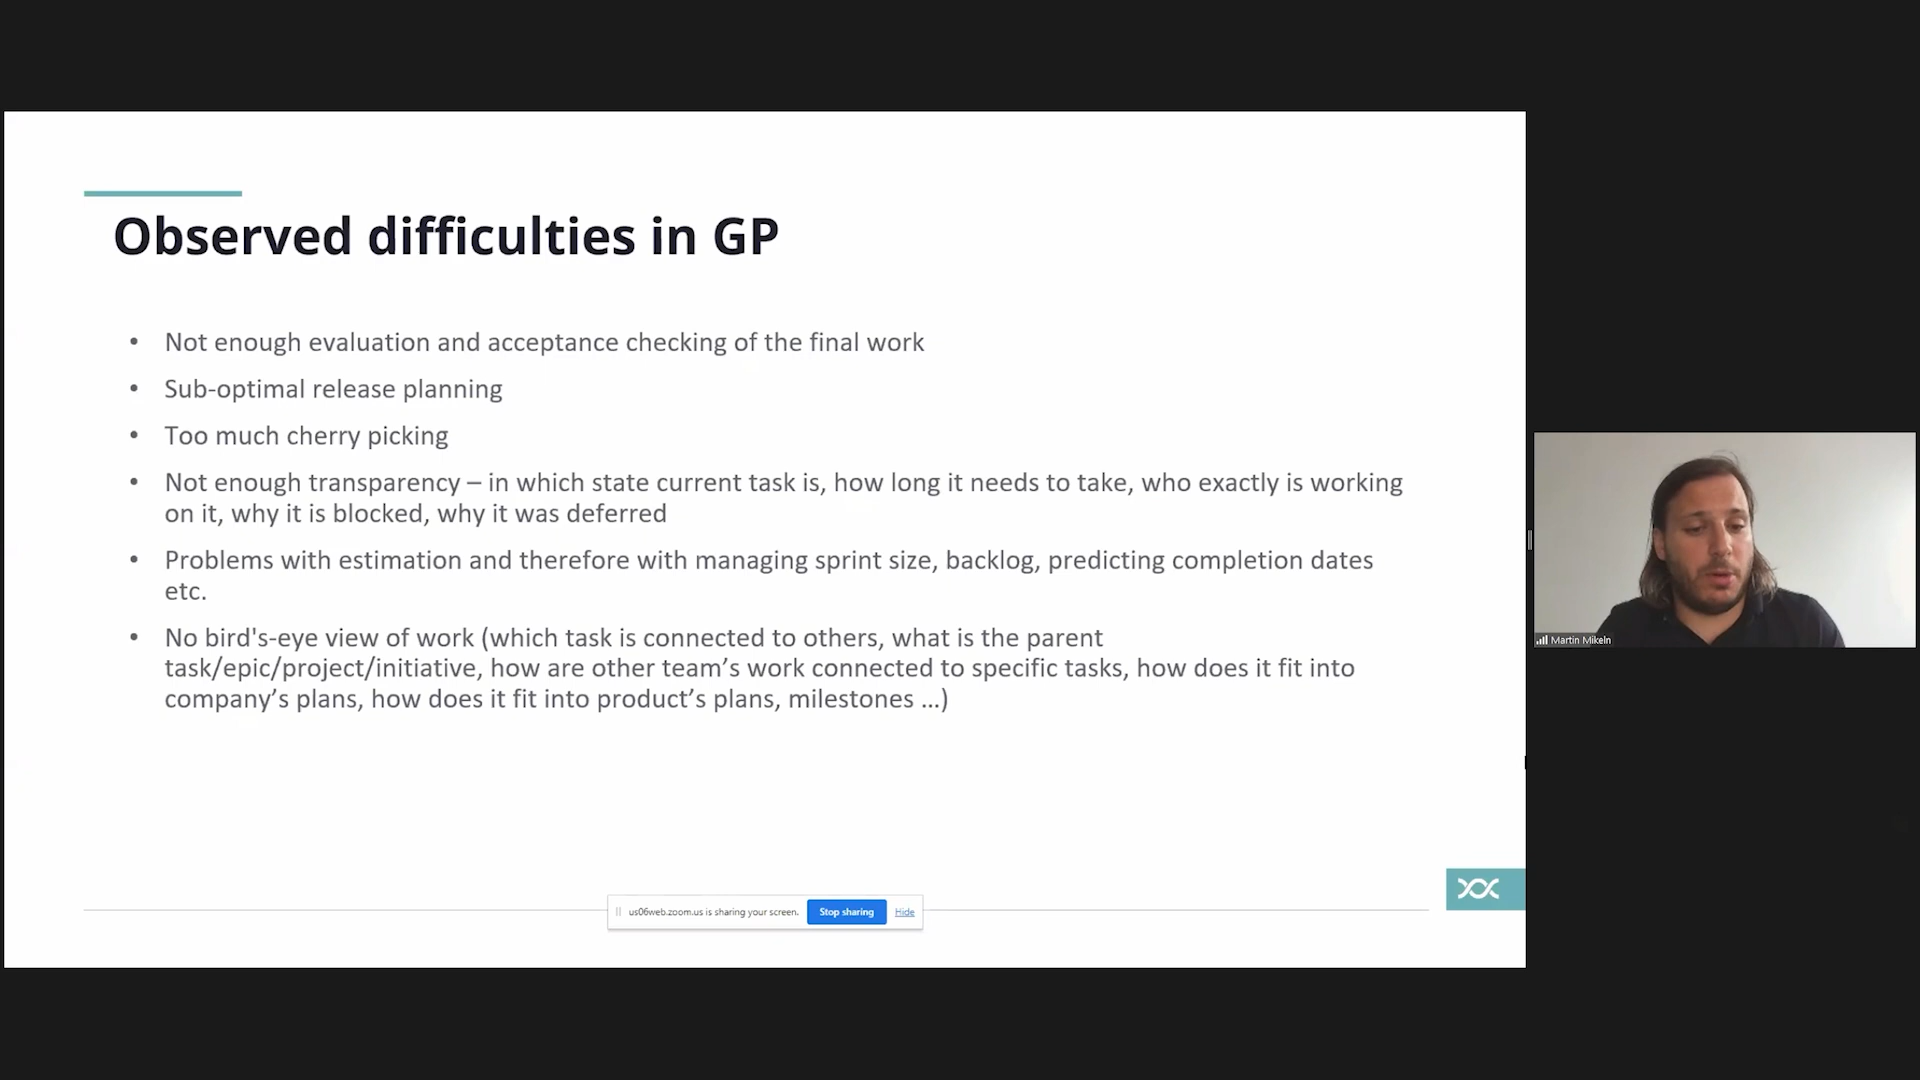 Observed difficulties in GP
• Not enough evaluation and acceptance checking of the final work
• Sub-optimal release planning
• Too much cherry picking
• Not enough transparency – in which state current task is, how long it needs to take, who exactly is working
on it, why it is blocked, why it was deferred
• Problems with estimation and therefore with managing sprint size, backlog, predicting completion dates
etc.
• No bird's-eye view of work (which task is connected to others, what is the parent
task/epic/project/initiative, how are other team’s work connected to specific tasks, how does it fit into
company’s plans, how does it fit into product’s plans, milestones ...)
Martin Mikeln
us06web.zoom.us is sharing your screen. Stop sharing Hide